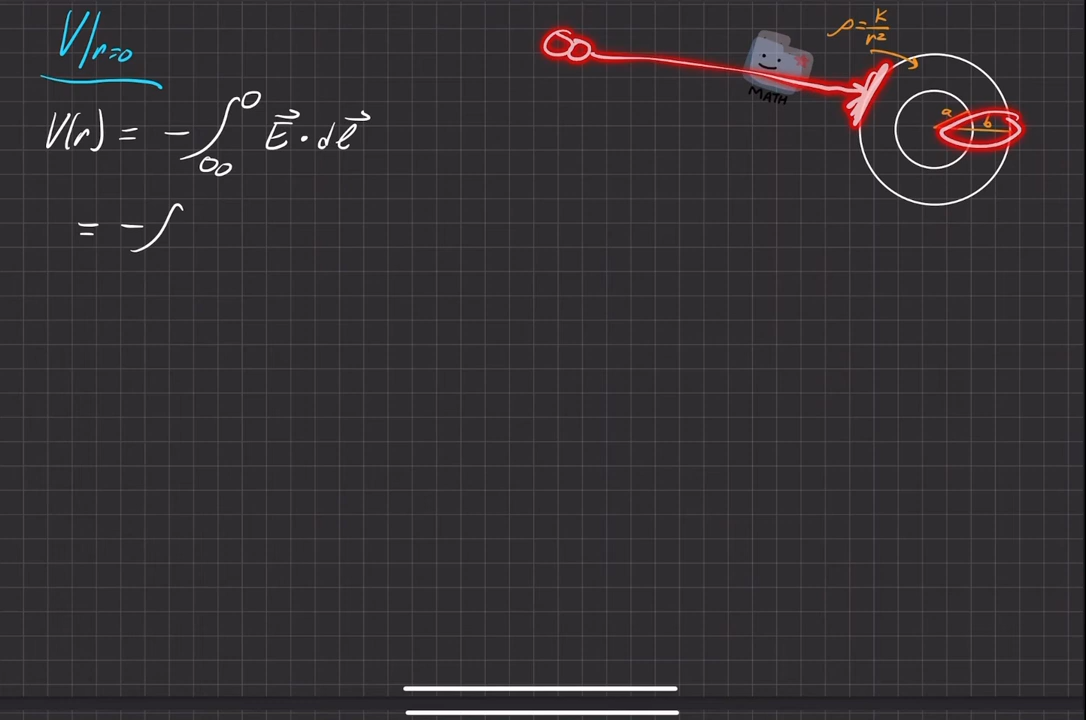 V|r=0
V(r) = - ∫_∞^0 E⃗ · dℓ⃗
= - ∫
∞
MATH
ρ = k/r²
a
b